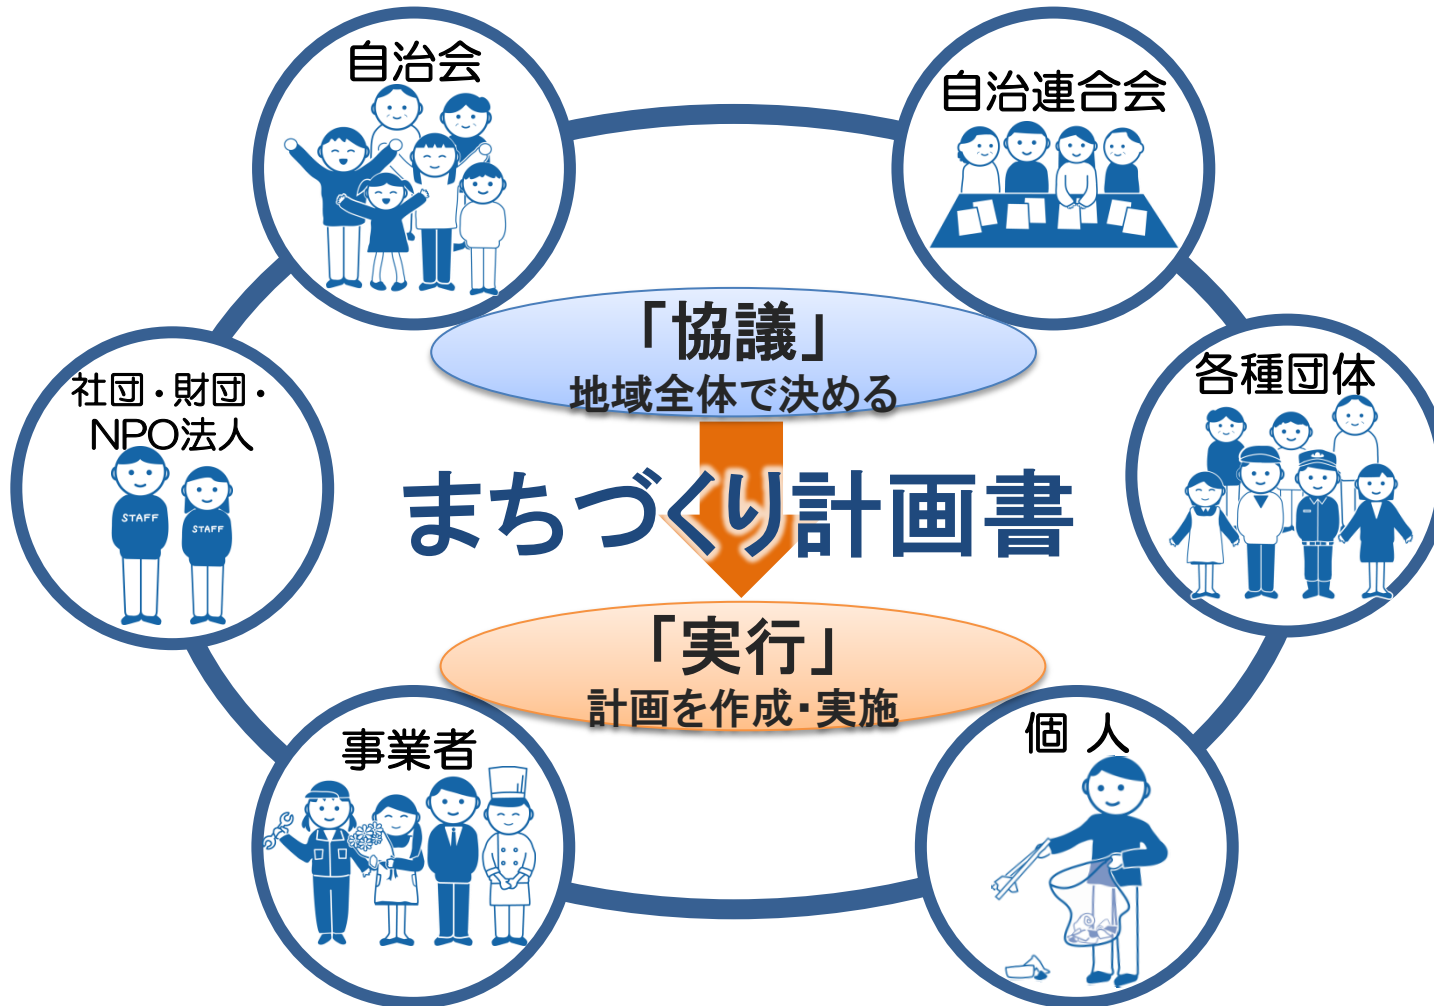 自治会
自治連合会
「協議」
地域全体で決める
社団・財団・
NPO法人
STAFF
STAFF
各種団体
まちづくり計画書
「実行」
計画を作成・実施
事業者
個 人